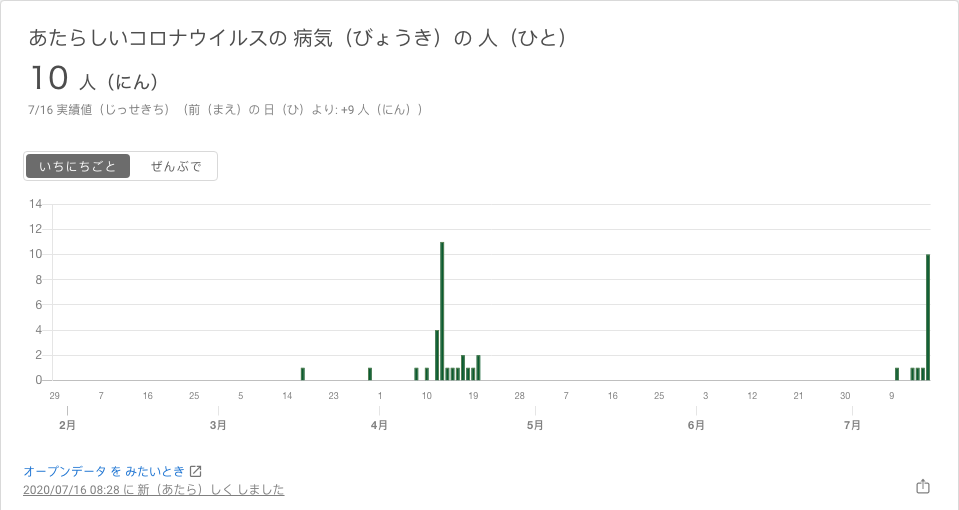 あたらしいコロナウイルスの 病気（びょうき）の 人（ひと）
10 人（にん）
7/16 実績値（じっせきち）（前（まえ）の 日（ひ）より: +9 人（にん））
いちにちごと ぜんぶで
14
12
10
8
6
4
2
0
29 7 16 25 5 14 23 1 10 19 28 7 16 25 3 12 21 30 9
2月 3月 4月 5月 6月 7月
オープンデータ を みたいとき
2020/07/16 08:28 に 新（あたら）しく しました